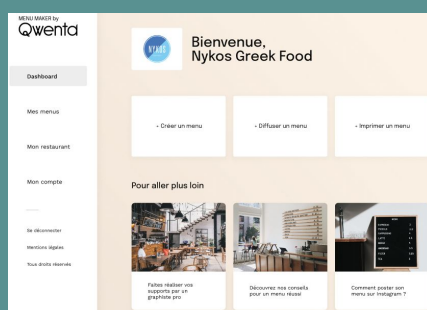 MENU MAKER by
Qwenta
Dashboard
Mes menus
Mon restaurant
Mon compte
Se déconnecter
Mentions légales
Tous droits réservés
NYKOS
Bienvenue,
Nykos Greek Food
+ Créer un menu
+ Diffuser un menu
+ Imprimer un menu
Pour aller plus loin
Faites réaliser vos
supports par un
graphiste pro
Découvrez nos conseils
pour un menu réussi
Comment poster son
menu sur Instagram ?